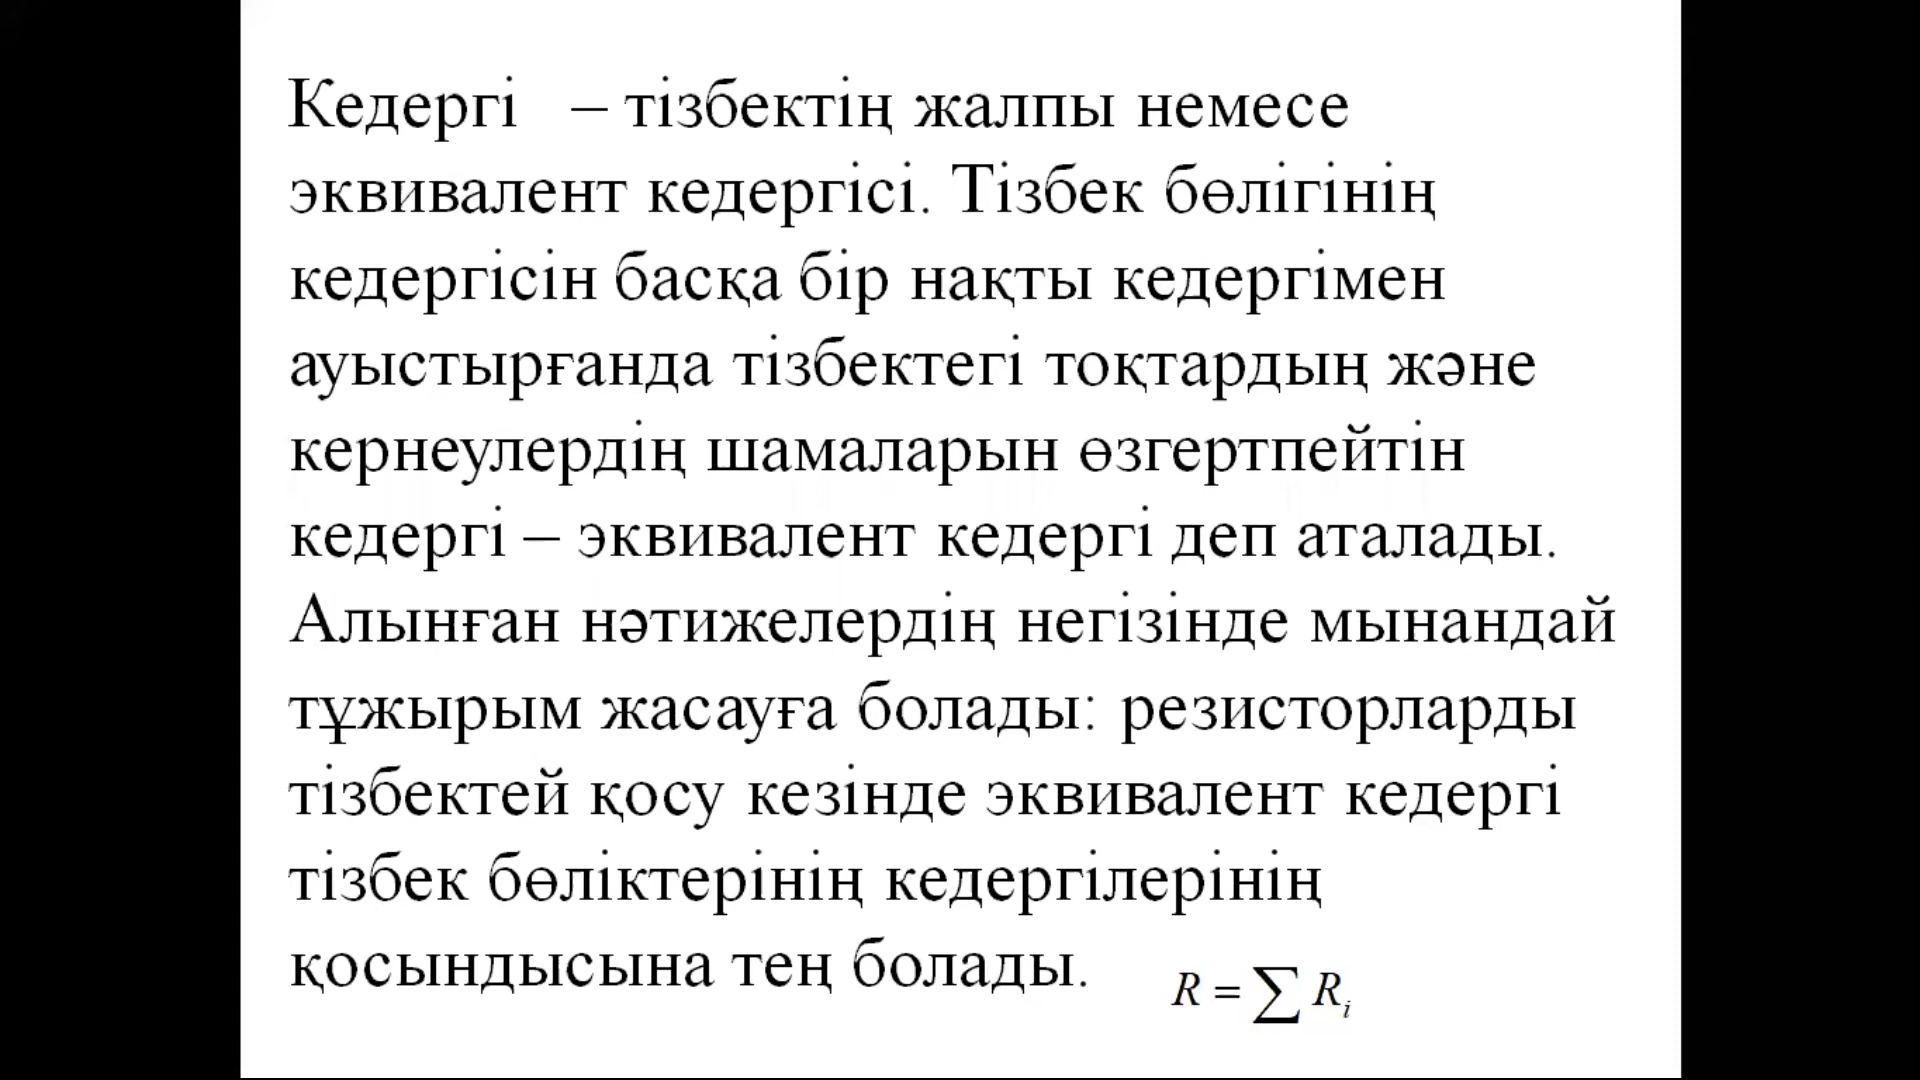 Кедергі – тізбектің жалпы немесе
эквивалент кедергісі. Тізбек бөлігінің
кедергісін басқа бір нақты кедергімен
ауыстырғанда тізбектегі тоқтардың және
кернеулердің шамаларын өзгертпейтін
кедергі – эквивалент кедергі деп аталады.
Алынған нәтижелердің негізінде мынандай
тұжырым жасауға болады: резисторларды
тізбектей қосу кезінде эквивалент кедергі
тізбек бөліктерінің кедергілерінің
қосындысына тең болады. R = ∑ Rᵢ